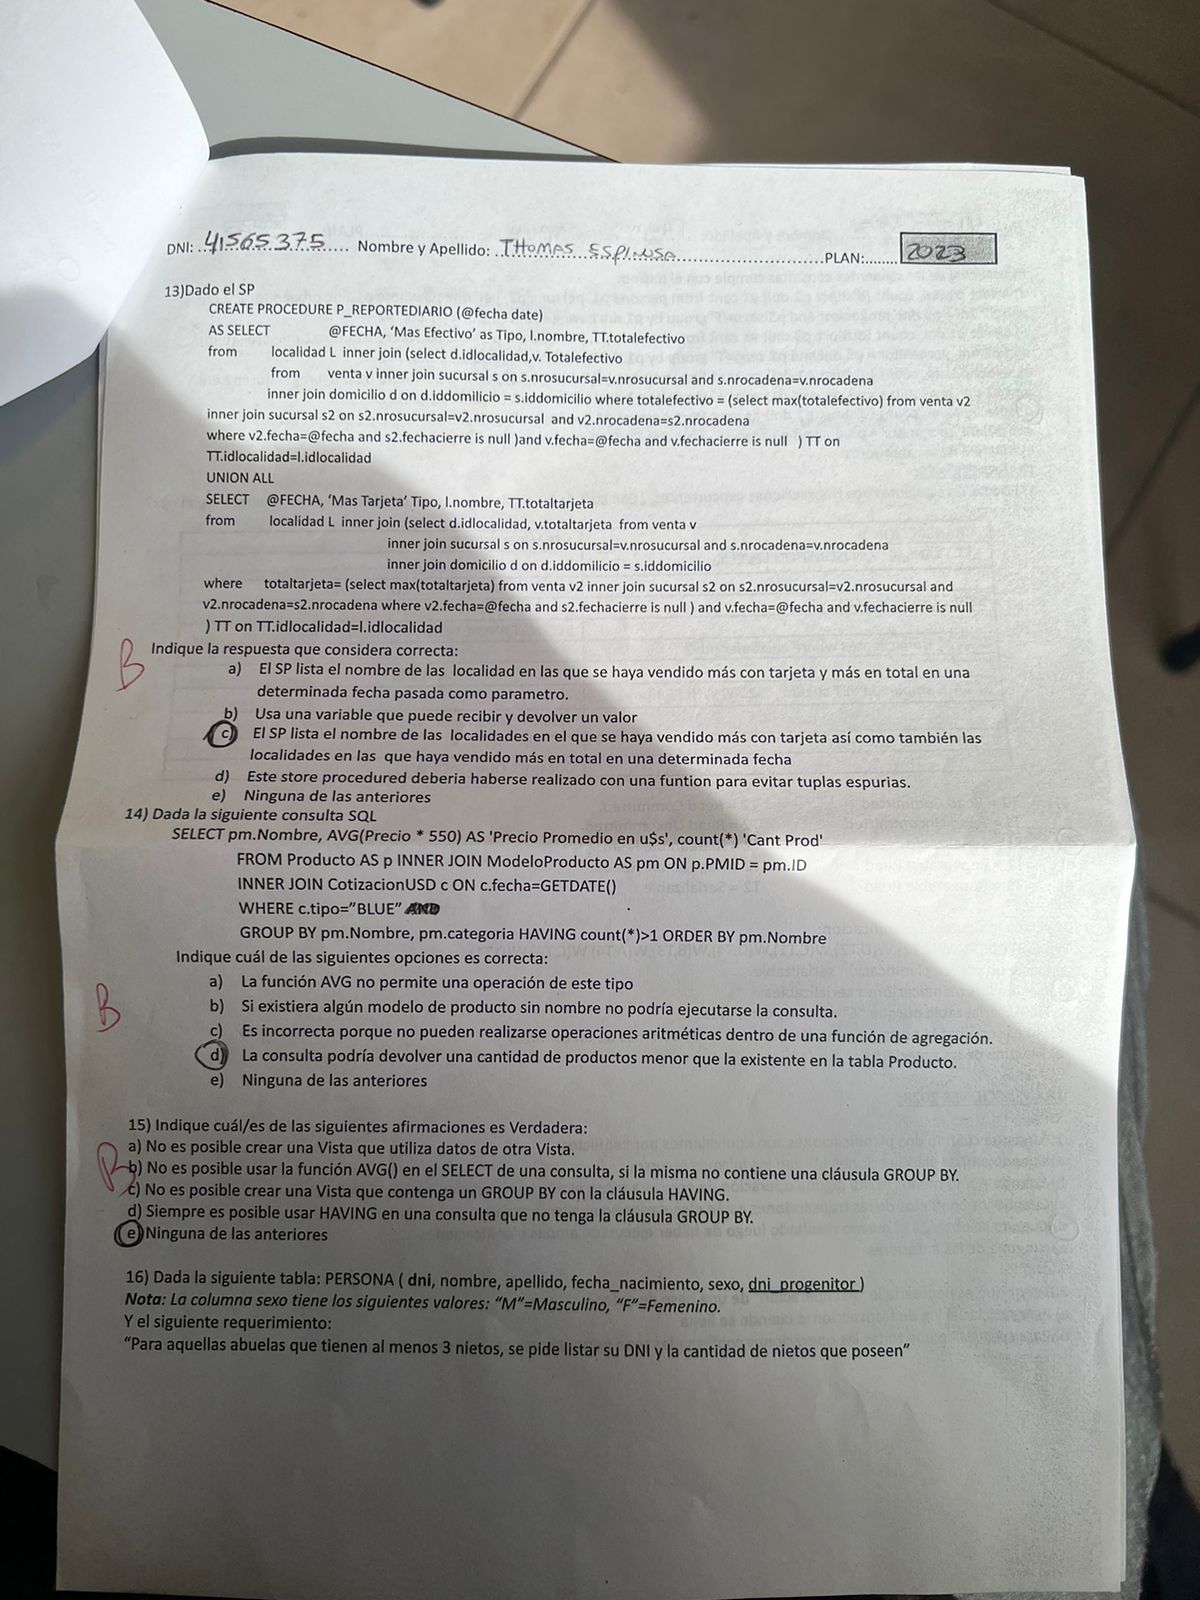 DNI: 41565375 Nombre y Apellido: THOMAS ESPINOSA PLAN: 2023
13)Dado el SP
CREATE PROCEDURE P_REPORTEDIARIO (@fecha date)
AS SELECT @FECHA, ‘Mas Efectivo’ as Tipo, l.nombre, TT.totalefectivo
from localidad L inner join (select d.idlocalidad,v. Totalefectivo
from venta v inner join sucursal s on s.nrosucursal=v.nrosucursal and s.nrocadena=v.nrocadena
inner join domicilio d on d.iddomilicio = s.iddomicilio where totalefectivo = (select max(totalefectivo) from venta v2
inner join sucursal s2 on s2.nrosucursal=v2.nrosucursal and v2.nrocadena=s2.nrocadena
where v2.fecha=@fecha and s2.fechacierre is null )and v.fecha=@fecha and v.fechacierre is null ) TT on
TT.idlocalidad=l.idlocalidad
UNION ALL
SELECT @FECHA, ‘Mas Tarjeta’ Tipo, l.nombre, TT.totaltarjeta
from localidad L inner join (select d.idlocalidad, v.totaltarjeta from venta v
inner join sucursal s on s.nrosucursal=v.nrosucursal and s.nrocadena=v.nrocadena
inner join domicilio d on d.iddomilicio = s.iddomicilio
where totaltarjeta= (select max(totaltarjeta) from venta v2 inner join sucursal s2 on s2.nrosucursal=v2.nrosucursal and
v2.nrocadena=s2.nrocadena where v2.fecha=@fecha and s2.fechacierre is null ) and v.fecha=@fecha and v.fechacierre is null
) TT on TT.idlocalidad=l.idlocalidad
B Indique la respuesta que considera correcta:
a) El SP lista el nombre de las localidad en las que se haya vendido más con tarjeta y más en total en una
determinada fecha pasada como parametro.
b) Usa una variable que puede recibir y devolver un valor
c) El SP lista el nombre de las localidades en el que se haya vendido más con tarjeta así como también las
localidades en las que haya vendido más en total en una determinada fecha
d) Este store procedured deberia haberse realizado con una funtion para evitar tuplas espurias.
e) Ninguna de las anteriores
14) Dada la siguiente consulta SQL
SELECT pm.Nombre, AVG(Precio * 550) AS 'Precio Promedio en u$s', count(*) 'Cant Prod'
FROM Producto AS p INNER JOIN ModeloProducto AS pm ON p.PMID = pm.ID
INNER JOIN CotizacionUSD c ON c.fecha=GETDATE()
WHERE c.tipo=”BLUE” AND
GROUP BY pm.Nombre, pm.categoria HAVING count(*)>1 ORDER BY pm.Nombre
Indique cuál de las siguientes opciones es correcta:
a) La función AVG no permite una operación de este tipo
B b) Si existiera algún modelo de producto sin nombre no podría ejecutarse la consulta.
c) Es incorrecta porque no pueden realizarse operaciones aritméticas dentro de una función de agregación.
d) La consulta podría devolver una cantidad de productos menor que la existente en la tabla Producto.
e) Ninguna de las anteriores
15) Indique cuál/es de las siguientes afirmaciones es Verdadera:
a) No es posible crear una Vista que utiliza datos de otra Vista.
B b) No es posible usar la función AVG() en el SELECT de una consulta, si la misma no contiene una cláusula GROUP BY.
c) No es posible crear una Vista que contenga un GROUP BY con la cláusula HAVING.
d) Siempre es posible usar HAVING en una consulta que no tenga la cláusula GROUP BY.
e) Ninguna de las anteriores
16) Dada la siguiente tabla: PERSONA ( dni, nombre, apellido, fecha_nacimiento, sexo, dni_progenitor )
Nota: La columna sexo tiene los siguientes valores: “M”=Masculino, “F”=Femenino.
Y el siguiente requerimiento:
“Para aquellas abuelas que tienen al menos 3 nietos, se pide listar su DNI y la cantidad de nietos que poseen”